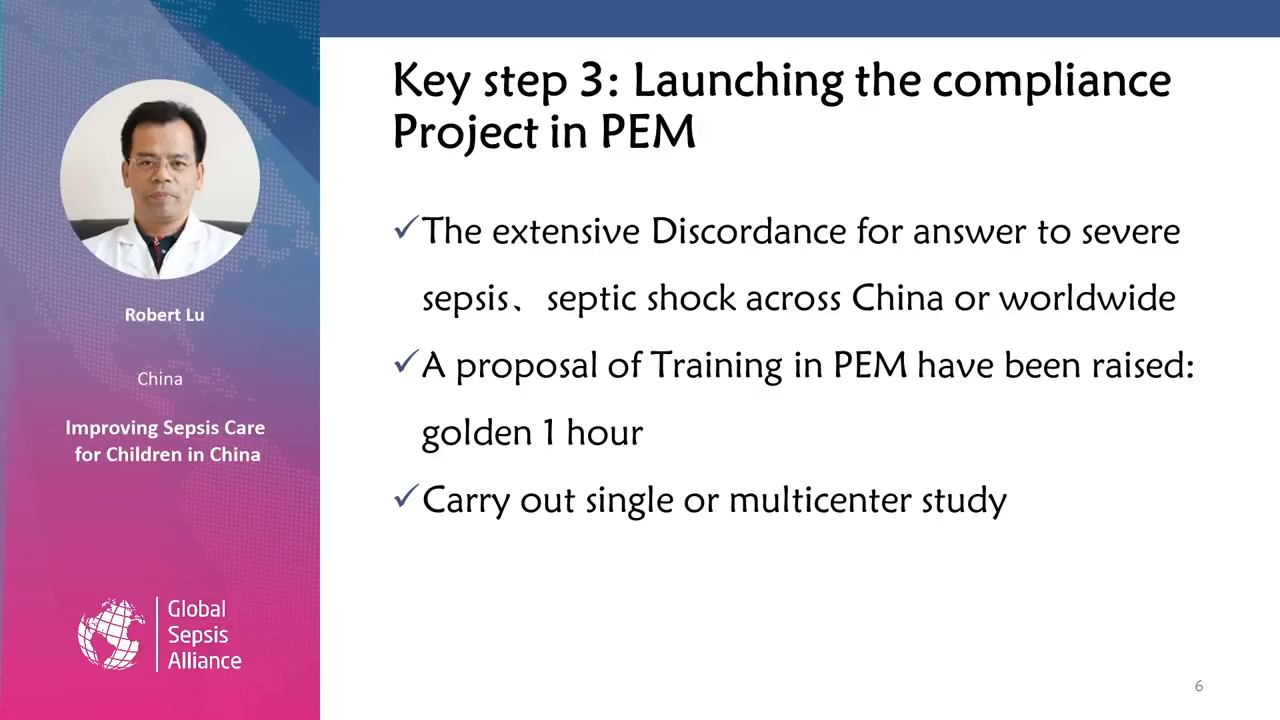 Robert Lu
China
Improving Sepsis Care
for Children in China
Global
Sepsis
Alliance
Key step 3: Launching the compliance
Project in PEM
✓The extensive Discordance for answer to severe
sepsis、septic shock across China or worldwide
✓A proposal of Training in PEM have been raised:
golden 1 hour
✓Carry out single or multicenter study
6